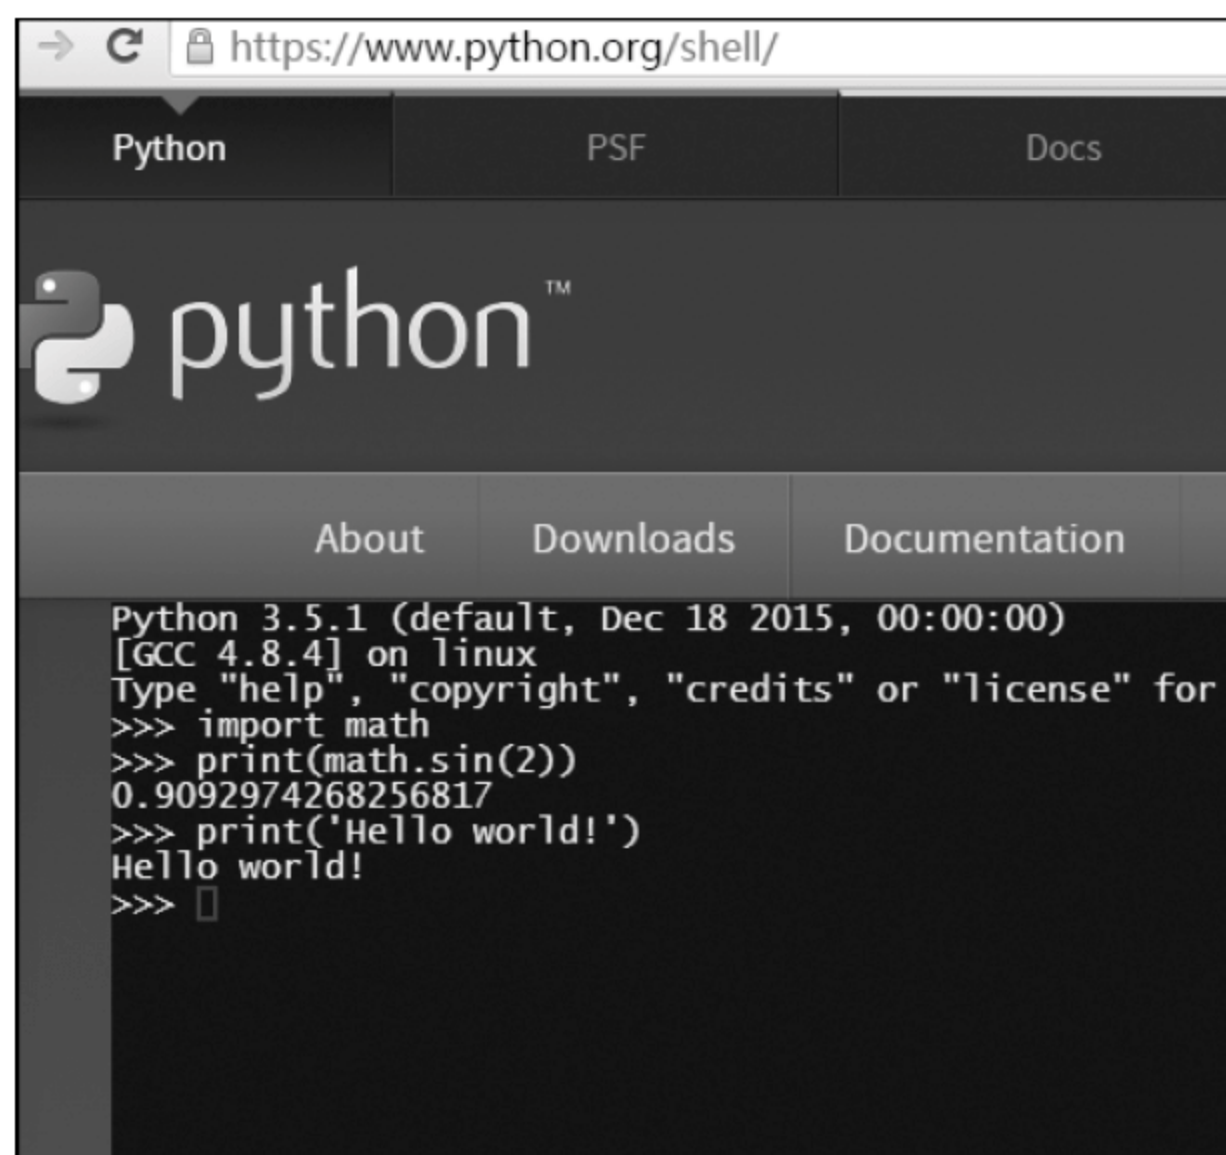 https://www.python.org/shell/
Python PSF Docs
python™
About Downloads Documentation
Python 3.5.1 (default, Dec 18 2015, 00:00:00)
[GCC 4.8.4] on linux
Type "help", "copyright", "credits" or "license" for
>>> import math
>>> print(math.sin(2))
0.9092974268256817
>>> print('Hello world!')
Hello world!
>>>